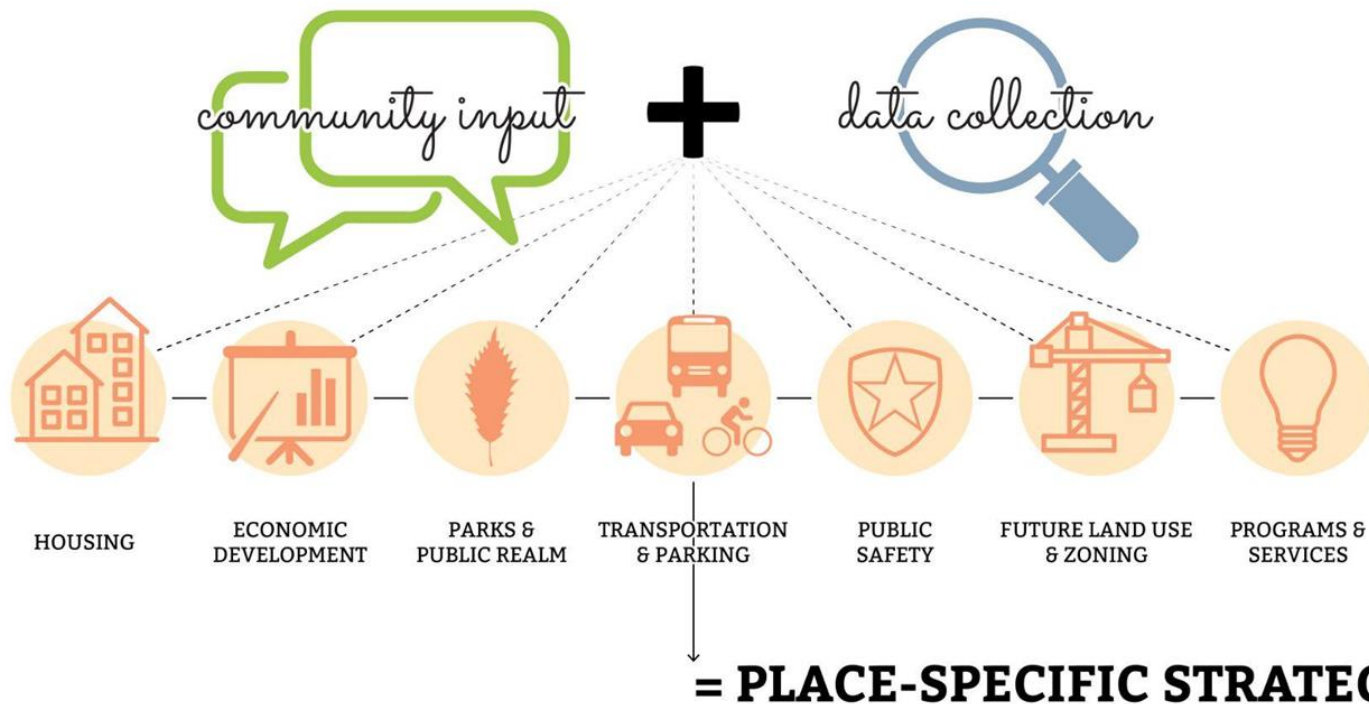 community input
+
data collection
HOUSING
ECONOMIC
DEVELOPMENT
PARKS &
PUBLIC REALM
TRANSPORTATION
& PARKING
PUBLIC
SAFETY
FUTURE LAND USE
& ZONING
PROGRAMS &
SERVICES
= PLACE-SPECIFIC